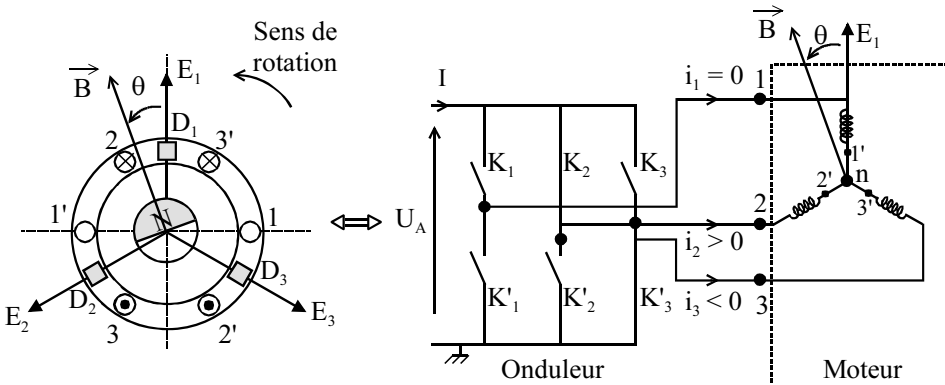 Sens de
rotation
B
θ
E1
D1
2
3'
1'
N
1
D2
D3
E2
3
2'
E3
UA
I
K1
K2
K3
K'1
K'2
K'3
Onduleur
i1 = 0
1
i2 > 0
2
i3 < 0
3
B
θ
E1
1'
n
2'
3'
Moteur